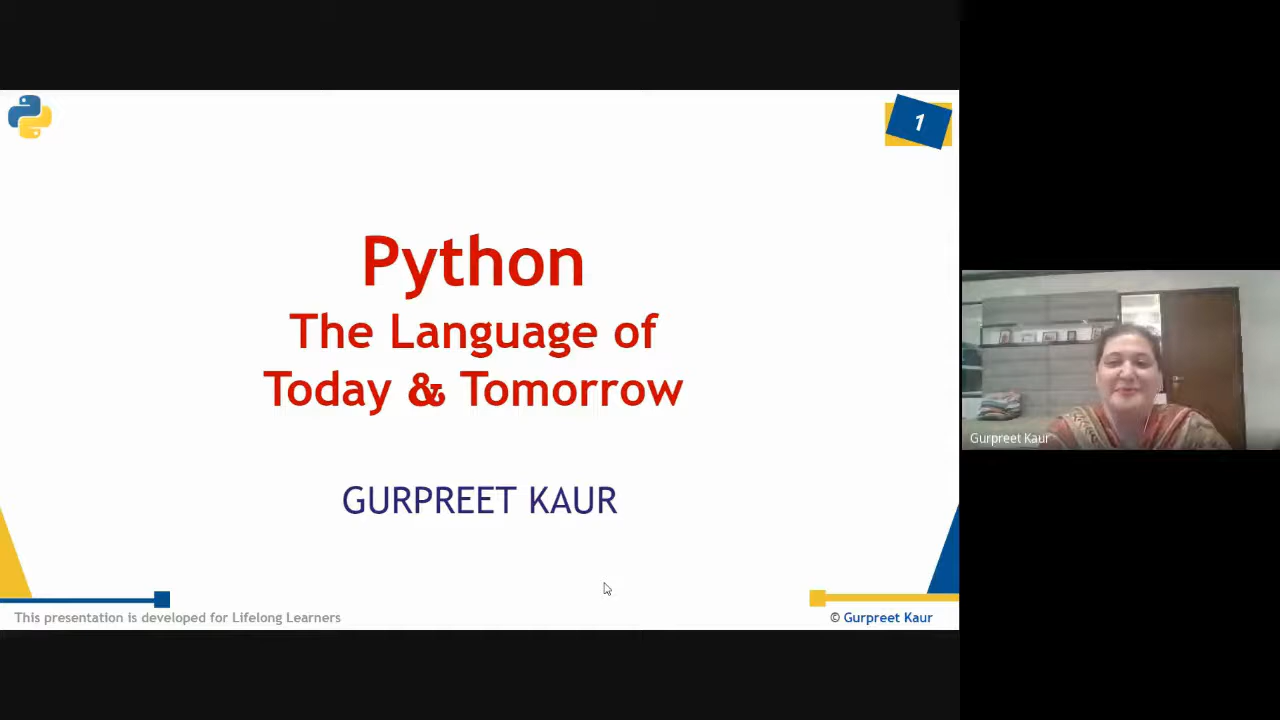 1
Python
The Language of
Today & Tomorrow
GURPREET KAUR
This presentation is developed for Lifelong Learners
© Gurpreet Kaur
Gurpreet Kaur